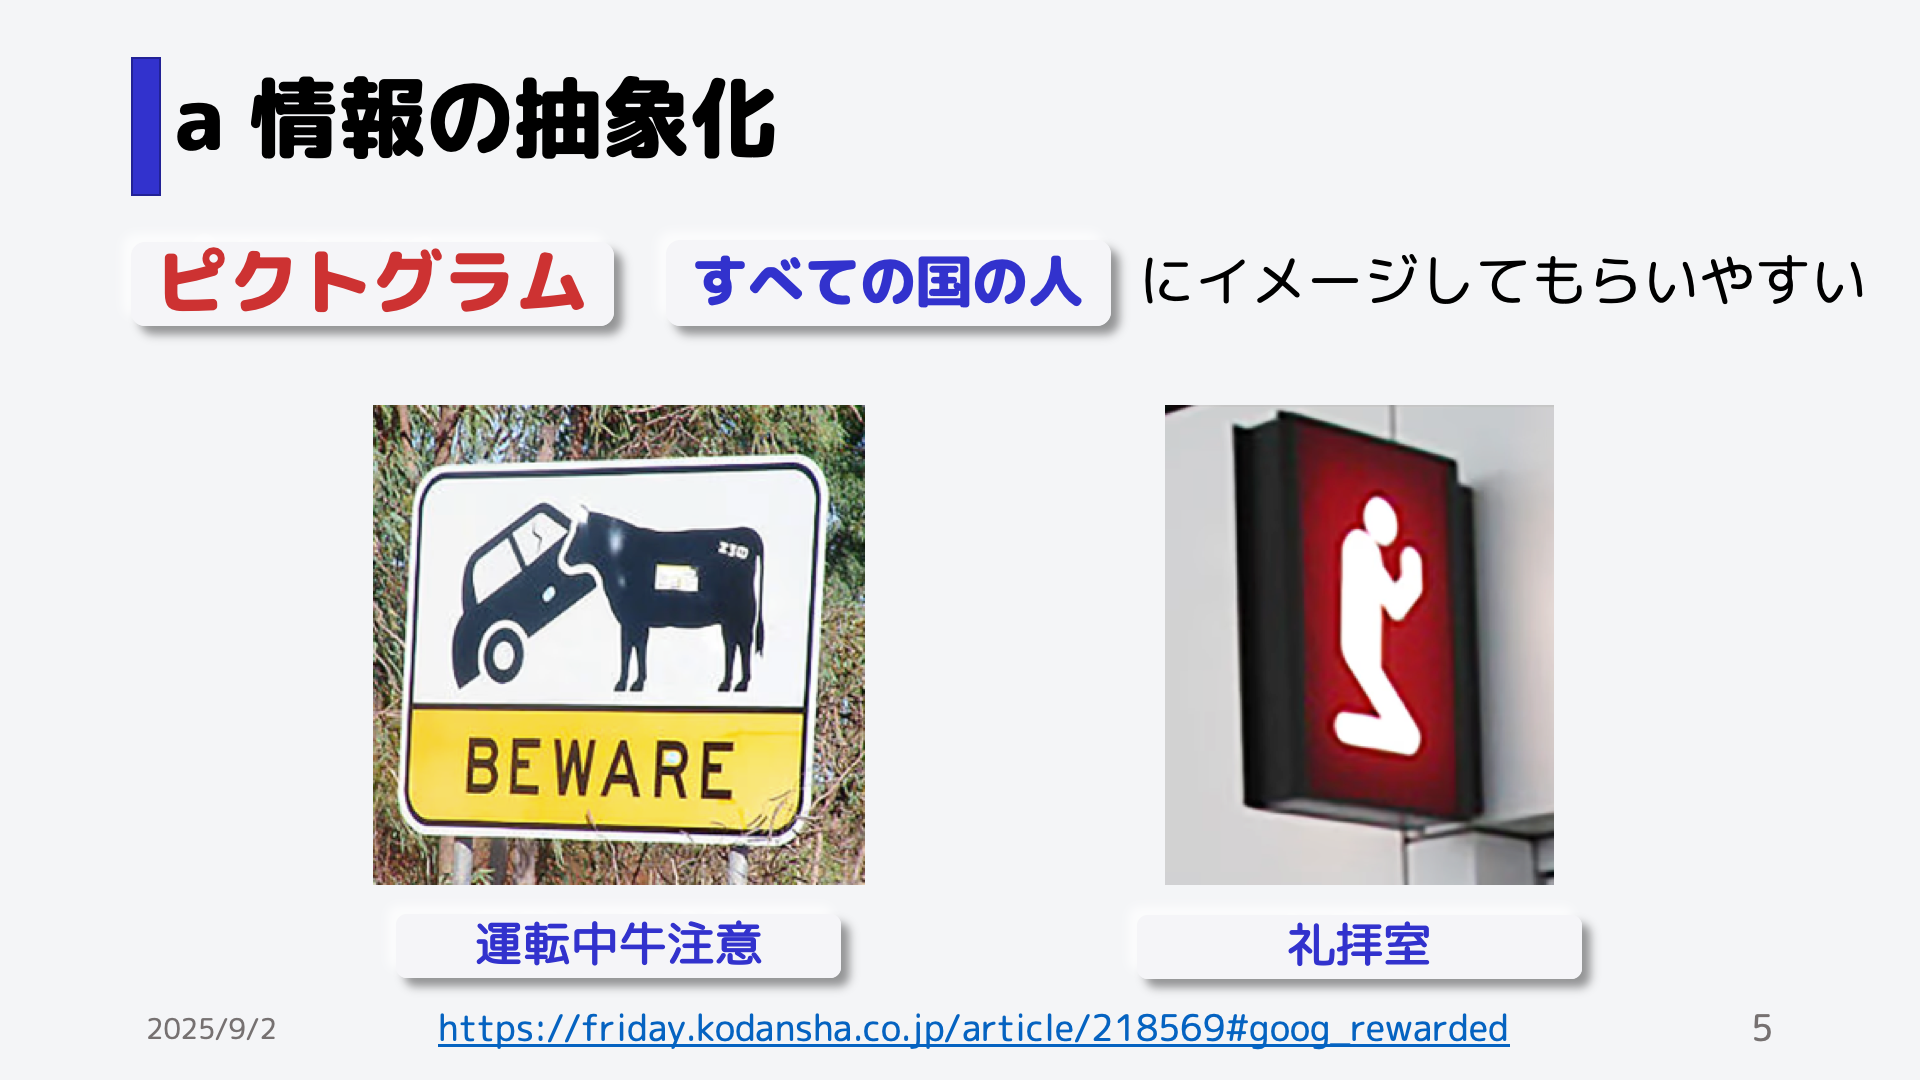 a 情報の抽象化
ピクトグラム すべての国の人 にイメージしてもらいやすい
BEWARE
運転中牛注意
礼拝室
2025/9/2 https://friday.kodansha.co.jp/article/218569#goog_rewarded 5